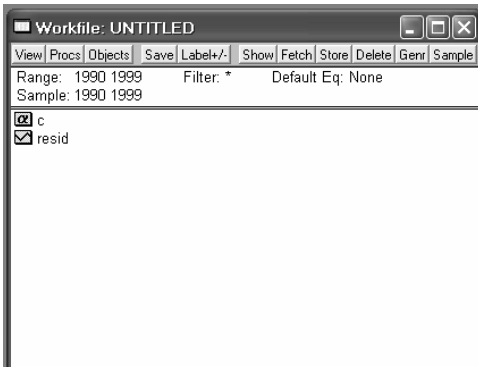 Workfile: UNTITLED
View Procs Objects Save Label+/- Show Fetch Store Delete Genr Sample
Range: 1990 1999 Filter: * Default Eq: None
Sample: 1990 1999
α c
resid